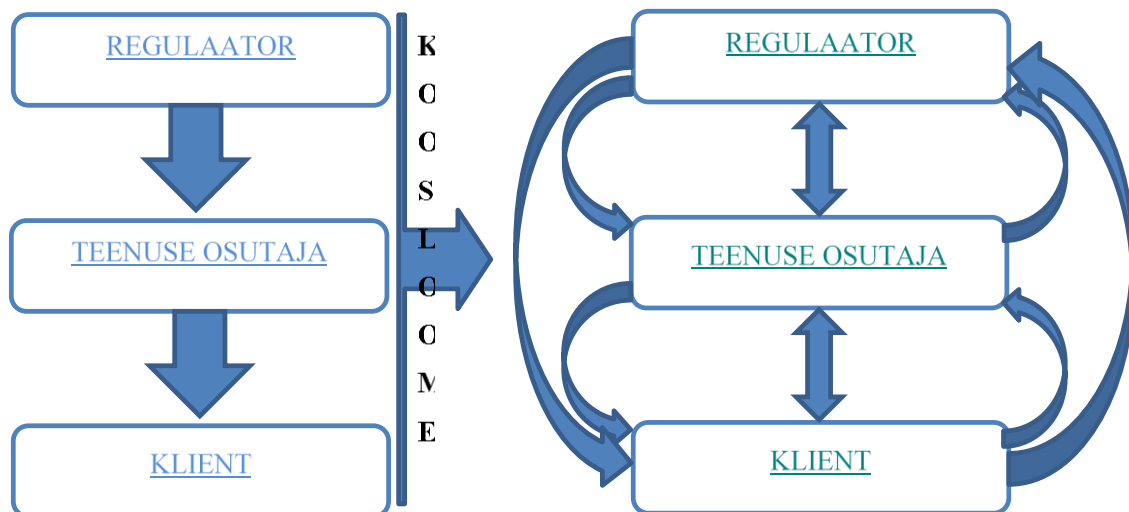 REGULAATOR
TEENUSE OSUTAJA
KLIENT
K
O
O
S
L
O
O
M
E
REGULAATOR
TEENUSE OSUTAJA
KLIENT